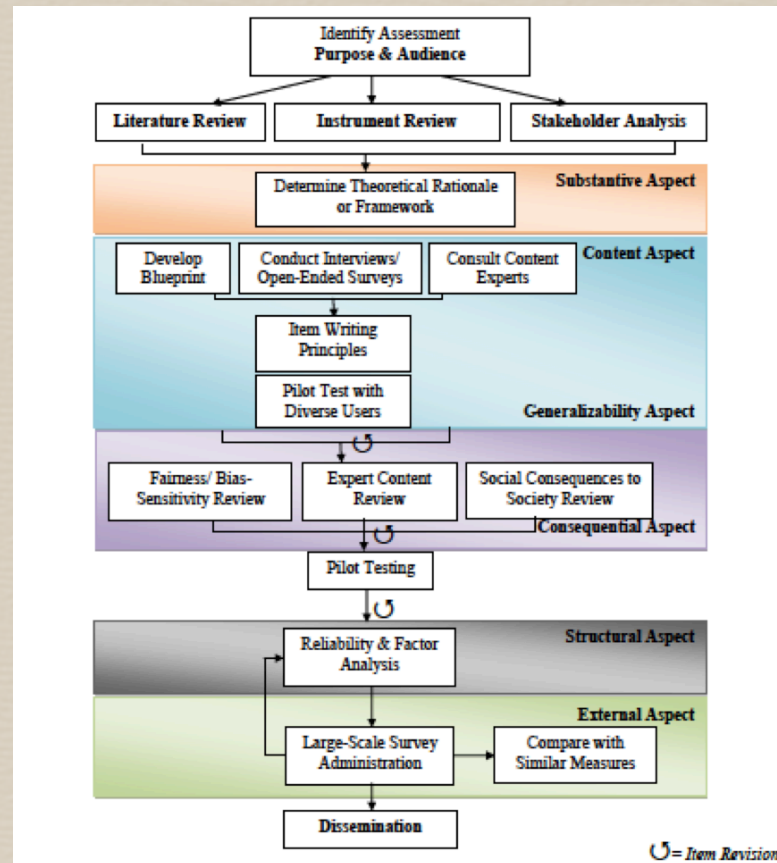 Identify Assessment
Purpose & Audience
Literature Review
Instrument Review
Stakeholder Analysis
Substantive Aspect
Determine Theoretical Rationale
or Framework
Content Aspect
Develop
Blueprint
Conduct Interviews/
Open-Ended Surveys
Consult Content
Experts
Item Writing
Principles
Pilot Test with
Diverse Users
Generalizability Aspect
Fairness/ Bias-
Sensitivity Review
Expert Content
Review
Social Consequences to
Society Review
Consequential Aspect
Pilot Testing
Structural Aspect
Reliability & Factor
Analysis
External Aspect
Large-Scale Survey
Administration
Compare with
Similar Measures
Dissemination
↺= Item Revision